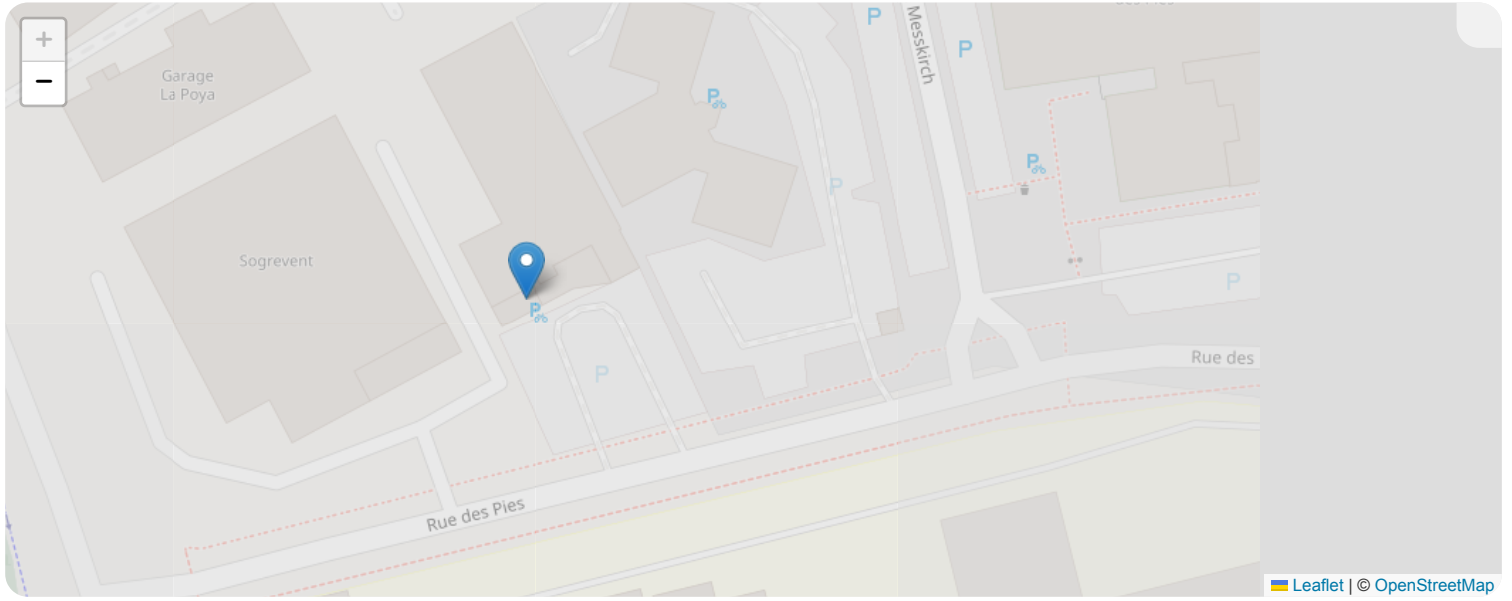 +
−
Garage
La Poya
P
P
P
Messkirch
P
P
Sogrevent
P
P
P
Rue des
Rue des Pies
Leaflet | © OpenStreetMap